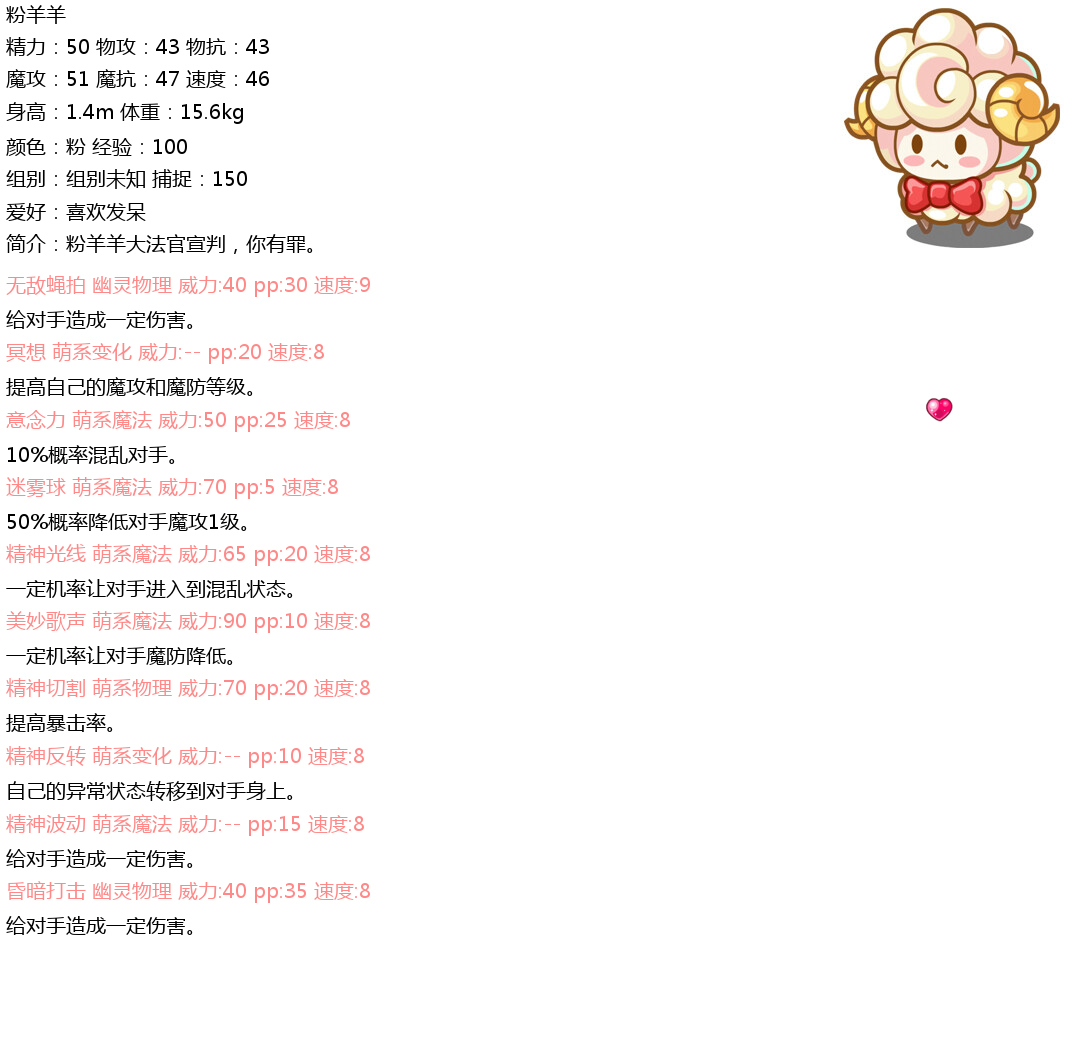 粉羊羊
精力：50 物攻：43 物抗：43
魔攻：51 魔抗：47 速度：46
身高：1.4m 体重：15.6kg
颜色：粉 经验：100
组别：组别未知 捕捉：150
爱好：喜欢发呆
简介：粉羊羊大法官宣判，你有罪。
无敌蝇拍 幽灵物理 威力:40 pp:30 速度:9
给对手造成一定伤害。
冥想 萌系变化 威力:-- pp:20 速度:8
提高自己的魔攻和魔防等级。
意念力 萌系魔法 威力:50 pp:25 速度:8
10%概率混乱对手。
迷雾球 萌系魔法 威力:70 pp:5 速度:8
50%概率降低对手魔攻1级。
精神光线 萌系魔法 威力:65 pp:20 速度:8
一定机率让对手进入到混乱状态。
美妙歌声 萌系魔法 威力:90 pp:10 速度:8
一定机率让对手魔防降低。
精神切割 萌系物理 威力:70 pp:20 速度:8
提高暴击率。
精神反转 萌系变化 威力:-- pp:10 速度:8
自己的异常状态转移到对手身上。
精神波动 萌系魔法 威力:-- pp:15 速度:8
给对手造成一定伤害。
昏暗打击 幽灵物理 威力:40 pp:35 速度:8
给对手造成一定伤害。